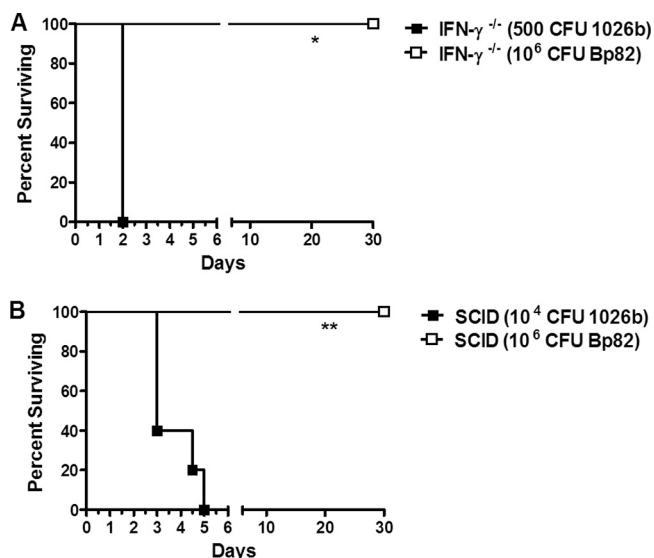 A
IFN-γ -/- (500 CFU 1026b)
IFN-γ -/- (10⁶ CFU Bp82)
Percent Surviving
100
80
60
40
20
0
*
0 1 2 3 4 5 6 10 20 30
Days
B
SCID (10⁴ CFU 1026b)
SCID (10⁶ CFU Bp82)
Percent Surviving
100
80
60
40
20
0
**
0 1 2 3 4 5 6 10 20 30
Days